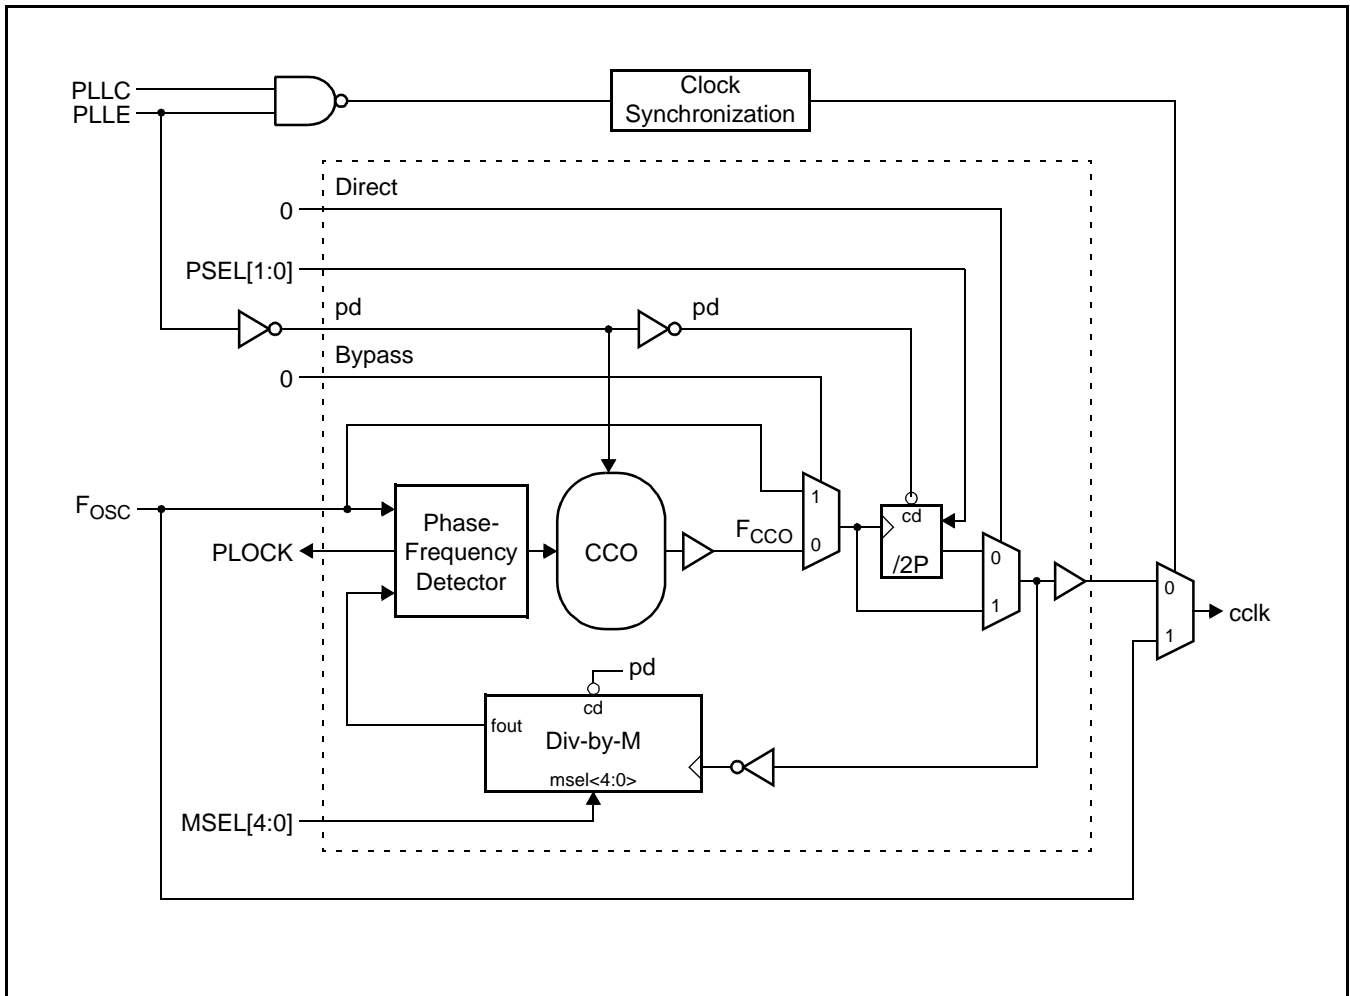 PLLC
PLLE
Clock
Synchronization
Direct
0
PSEL[1:0]
pd
pd
Bypass
0
FOSC
PLOCK
Phase-
Frequency
Detector
CCO
FCCO
1
0
cd
/2P
0
1
0
1
cclk
pd
cd
fout
Div-by-M
msel<4:0>
MSEL[4:0]